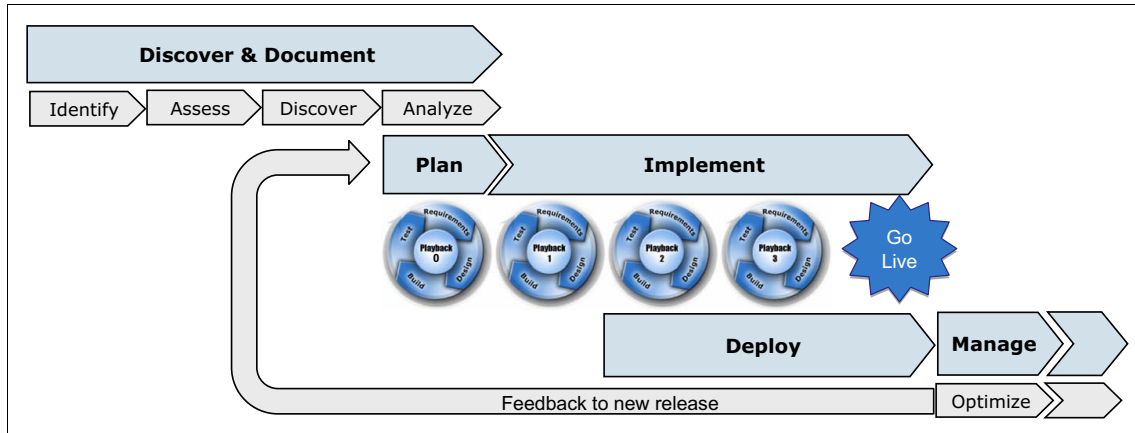 Discover & Document
Identify
Assess
Discover
Analyze
Plan
Implement
Requirements
Design
Build
Test
Playback
0
Requirements
Design
Build
Test
Playback
1
Requirements
Design
Build
Test
Playback
2
Requirements
Design
Build
Test
Playback
3
Go
Live
Deploy
Manage
Feedback to new release
Optimize